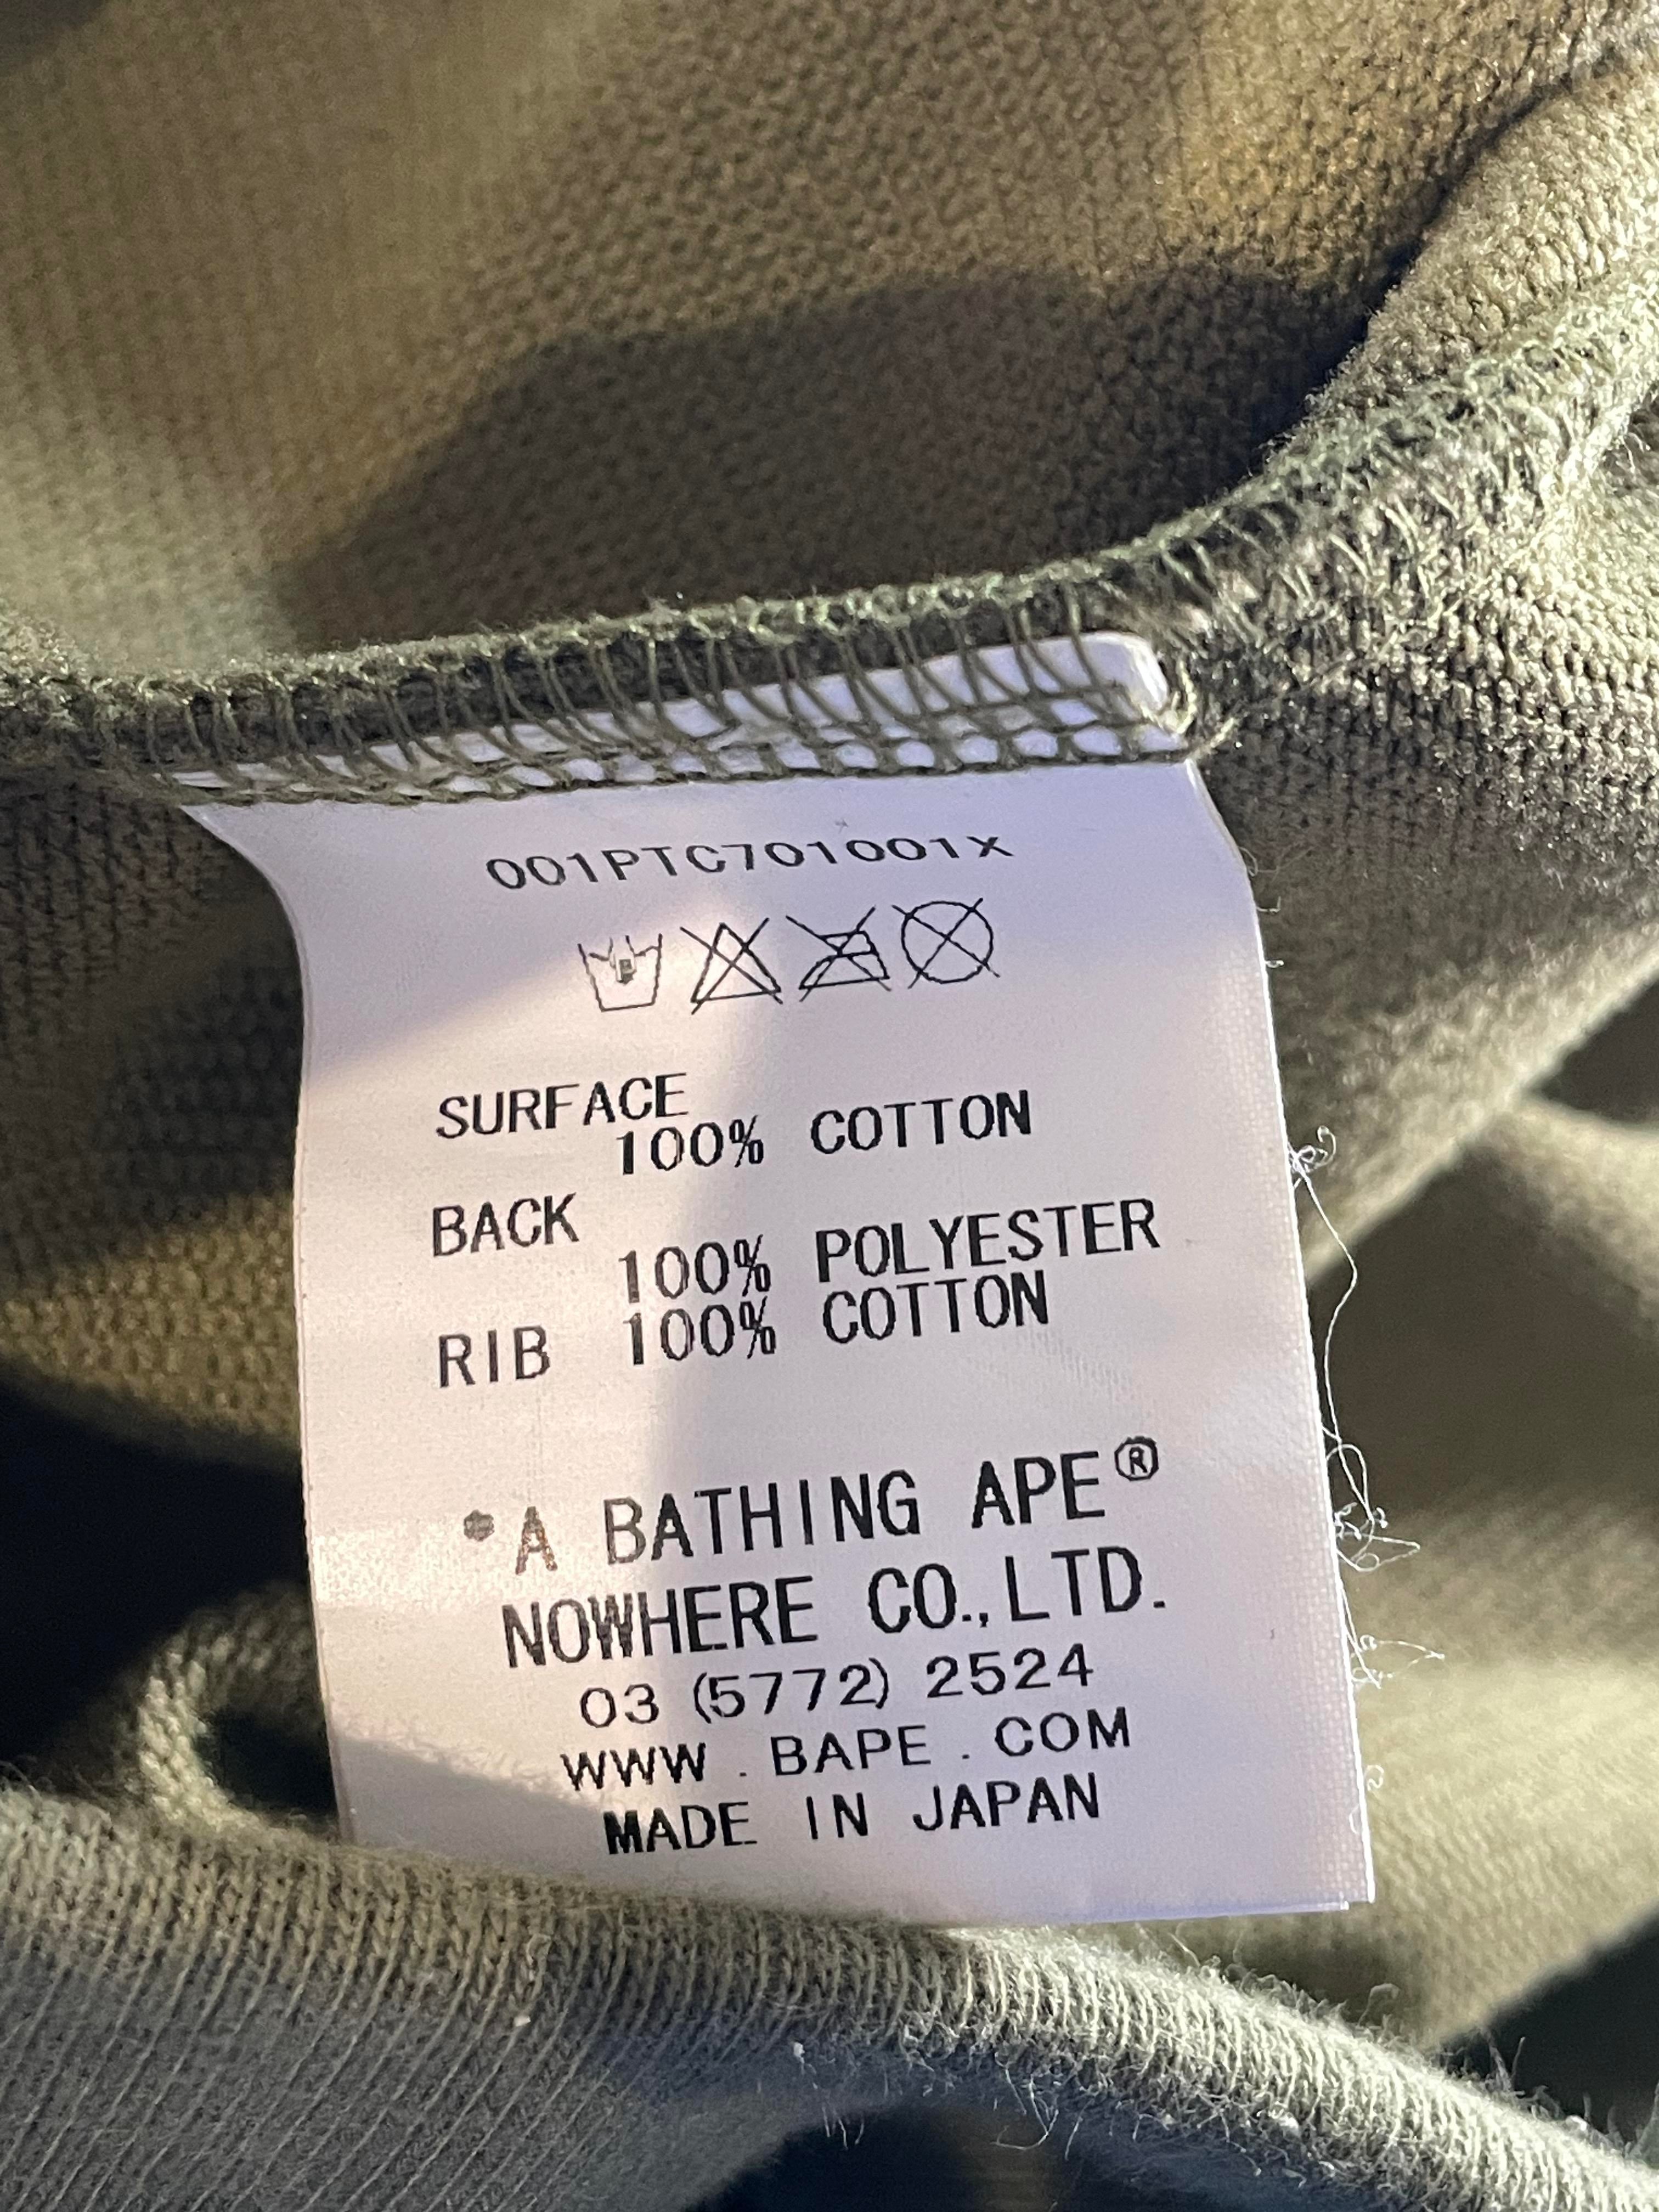 001PTC701001X
SURFACE
100% COTTON
BACK
100% POLYESTER
RIB 100% COTTON
*A BATHING APE®
NOWHERE CO.,LTD.
03 (5772) 2524
WWW.BAPE.COM
MADE IN JAPAN